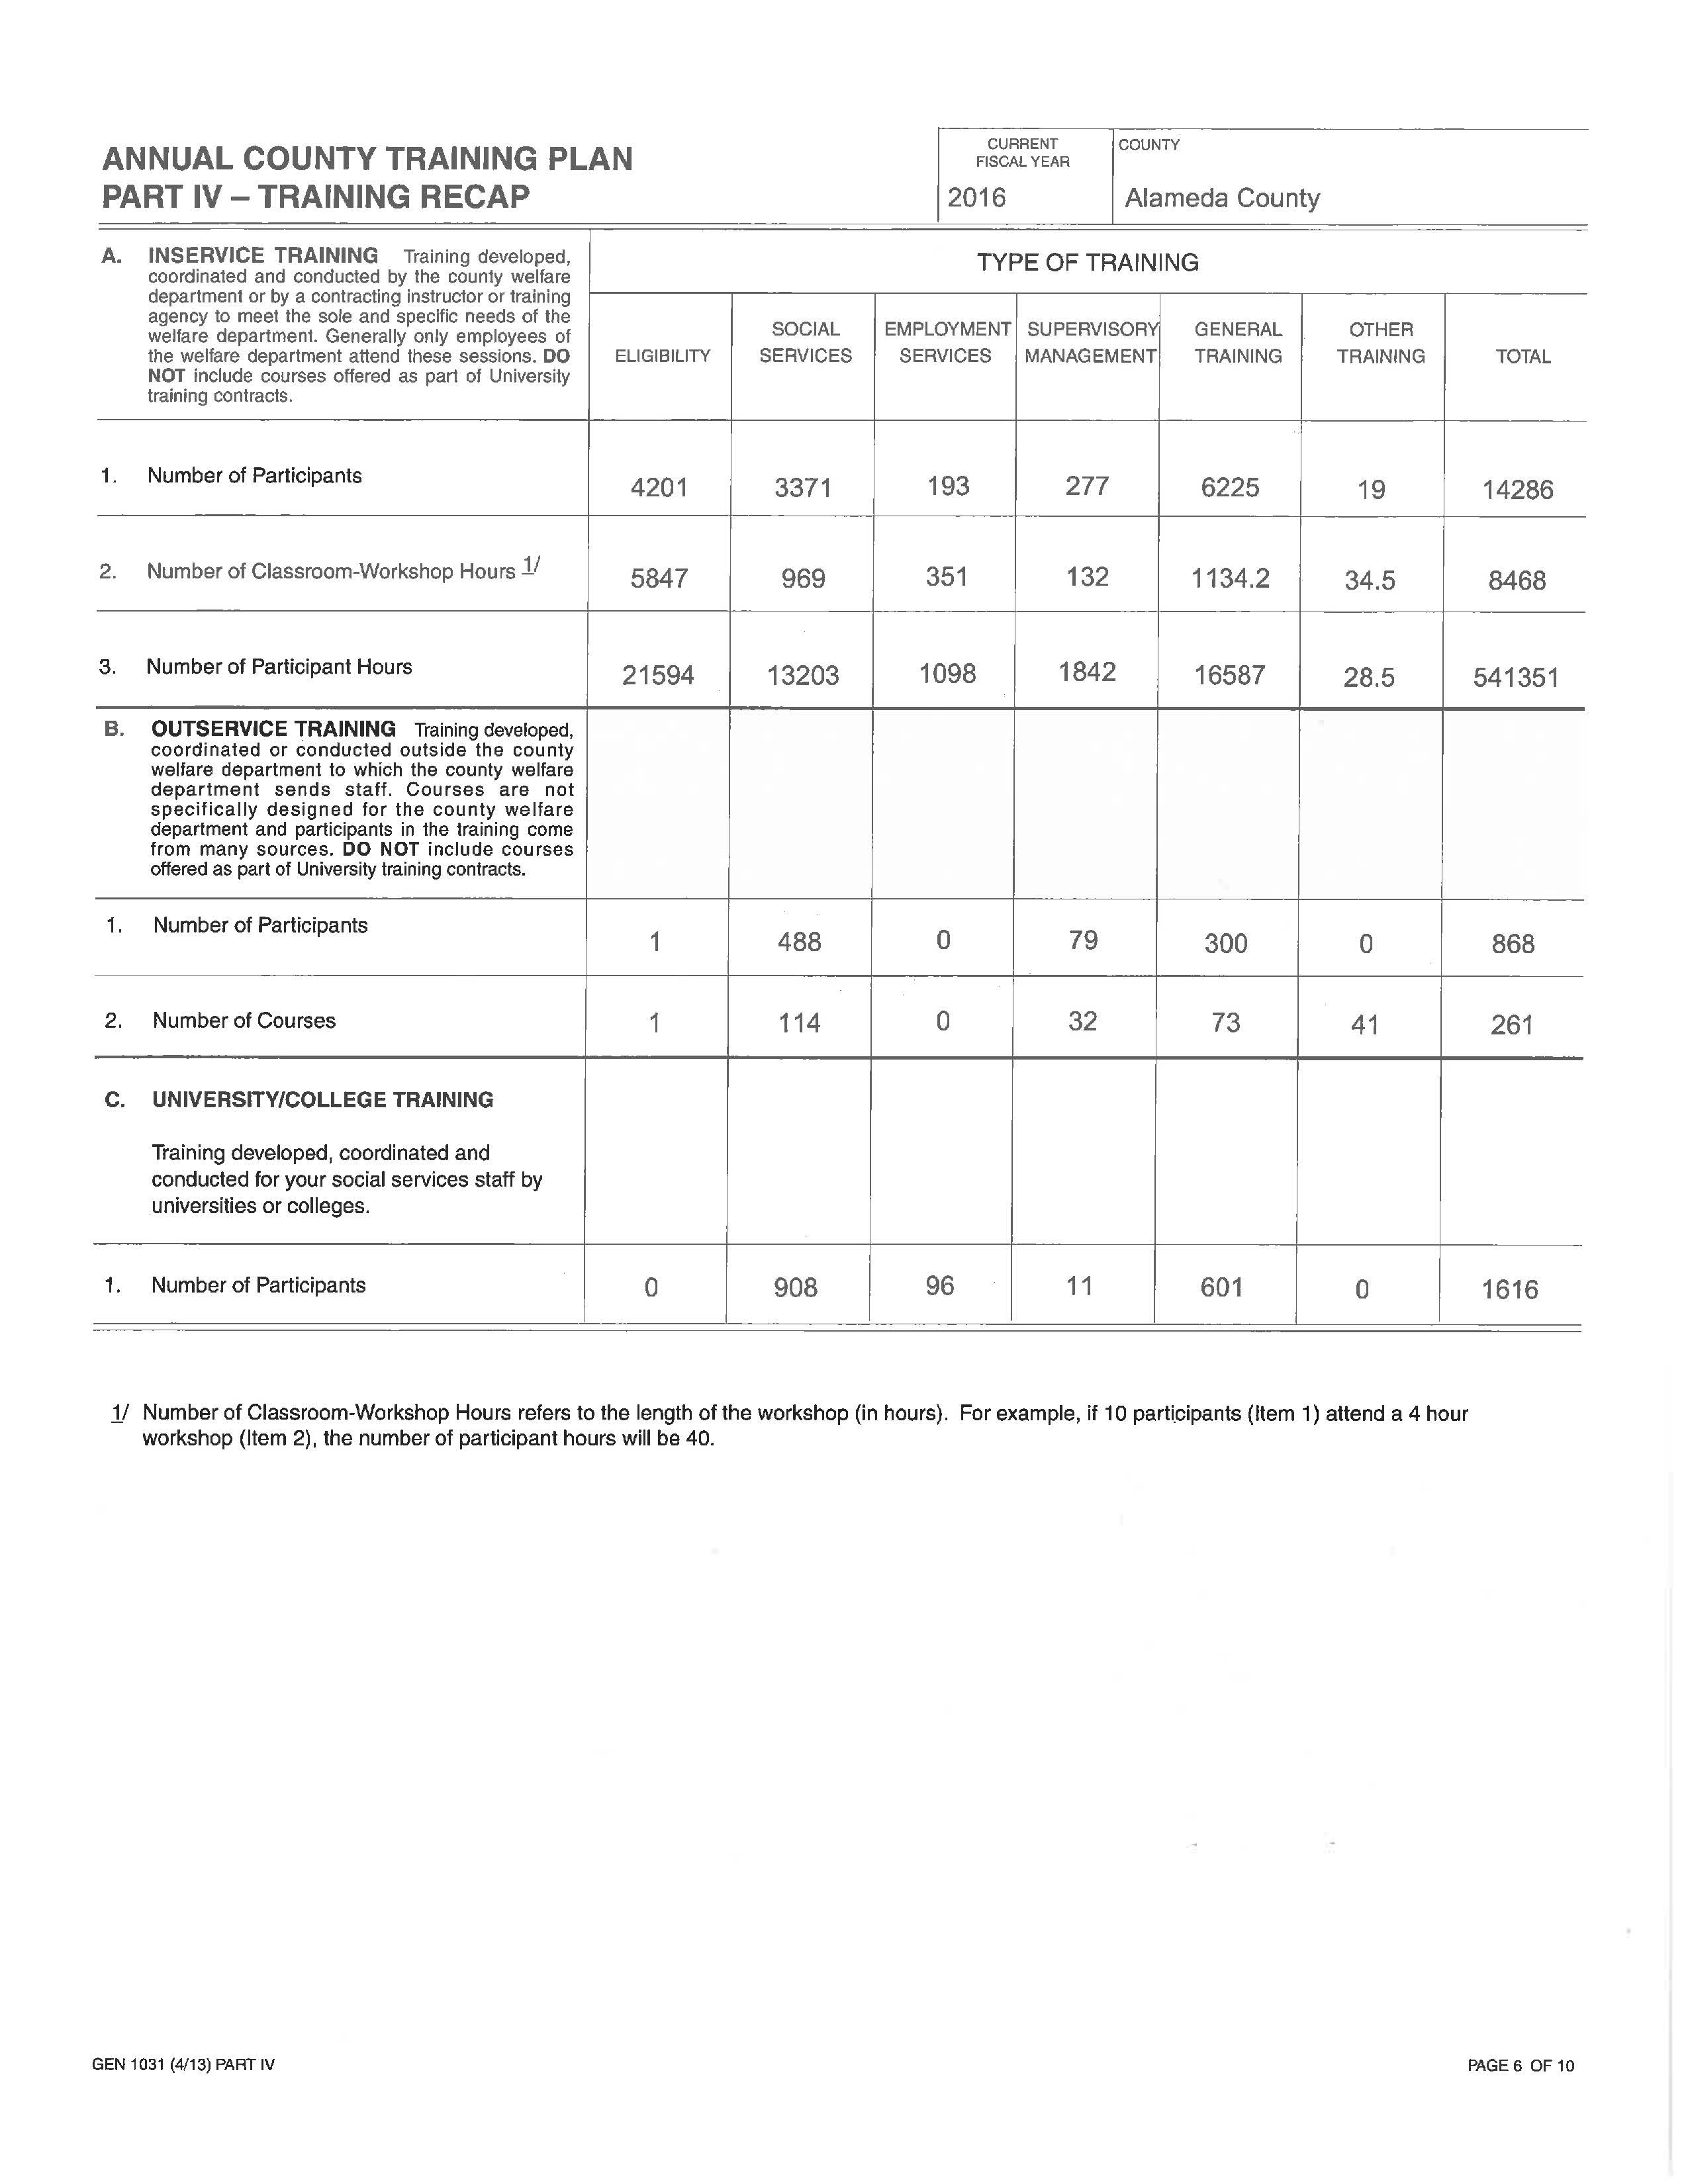 ANNUAL COUNTY TRAINING PLAN
PART IV – TRAINING RECAP
CURRENT
FISCAL YEAR
2016
COUNTY
Alameda County
A. INSERVICE TRAINING Training developed,
coordinated and conducted by the county welfare
department or by a contracting instructor or training
agency to meet the sole and specific needs of the
welfare department. Generally only employees of
the welfare department attend these sessions. DO
NOT include courses offered as part of University
training contracts.
TYPE OF TRAINING
ELIGIBILITY
SOCIAL
SERVICES
EMPLOYMENT
SERVICES
SUPERVISORY
MANAGEMENT
GENERAL
TRAINING
OTHER
TRAINING
TOTAL
1. Number of Participants 4201 3371 193 277 6225 19 14286
2. Number of Classroom-Workshop Hours 1/ 5847 969 351 132 1134.2 34.5 8468
3. Number of Participant Hours 21594 13203 1098 1842 16587 28.5 541351
B. OUTSERVICE TRAINING Training developed,
coordinated or conducted outside the county
welfare department to which the county welfare
department sends staff. Courses are not
specifically designed for the county welfare
department and participants in the training come
from many sources. DO NOT include courses
offered as part of University training contracts.
1. Number of Participants 1 488 0 79 300 0 868
2. Number of Courses 1 114 0 32 73 41 261
C. UNIVERSITY/COLLEGE TRAINING
Training developed, coordinated and
conducted for your social services staff by
universities or colleges.
1. Number of Participants 0 908 96 11 601 0 1616
1/ Number of Classroom-Workshop Hours refers to the length of the workshop (in hours). For example, if 10 participants (Item 1) attend a 4 hour
workshop (Item 2), the number of participant hours will be 40.
GEN 1031 (4/13) PART IV
PAGE 6 OF 10